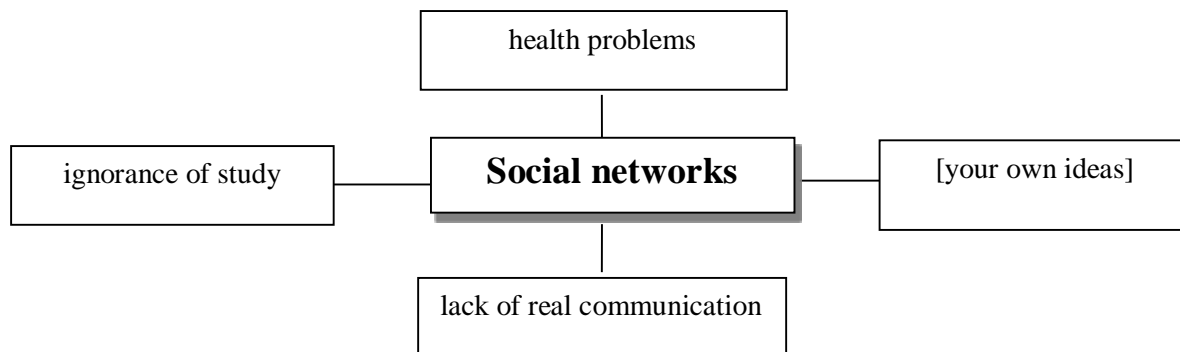 health problems
ignorance of study
Social networks
[your own ideas]
lack of real communication